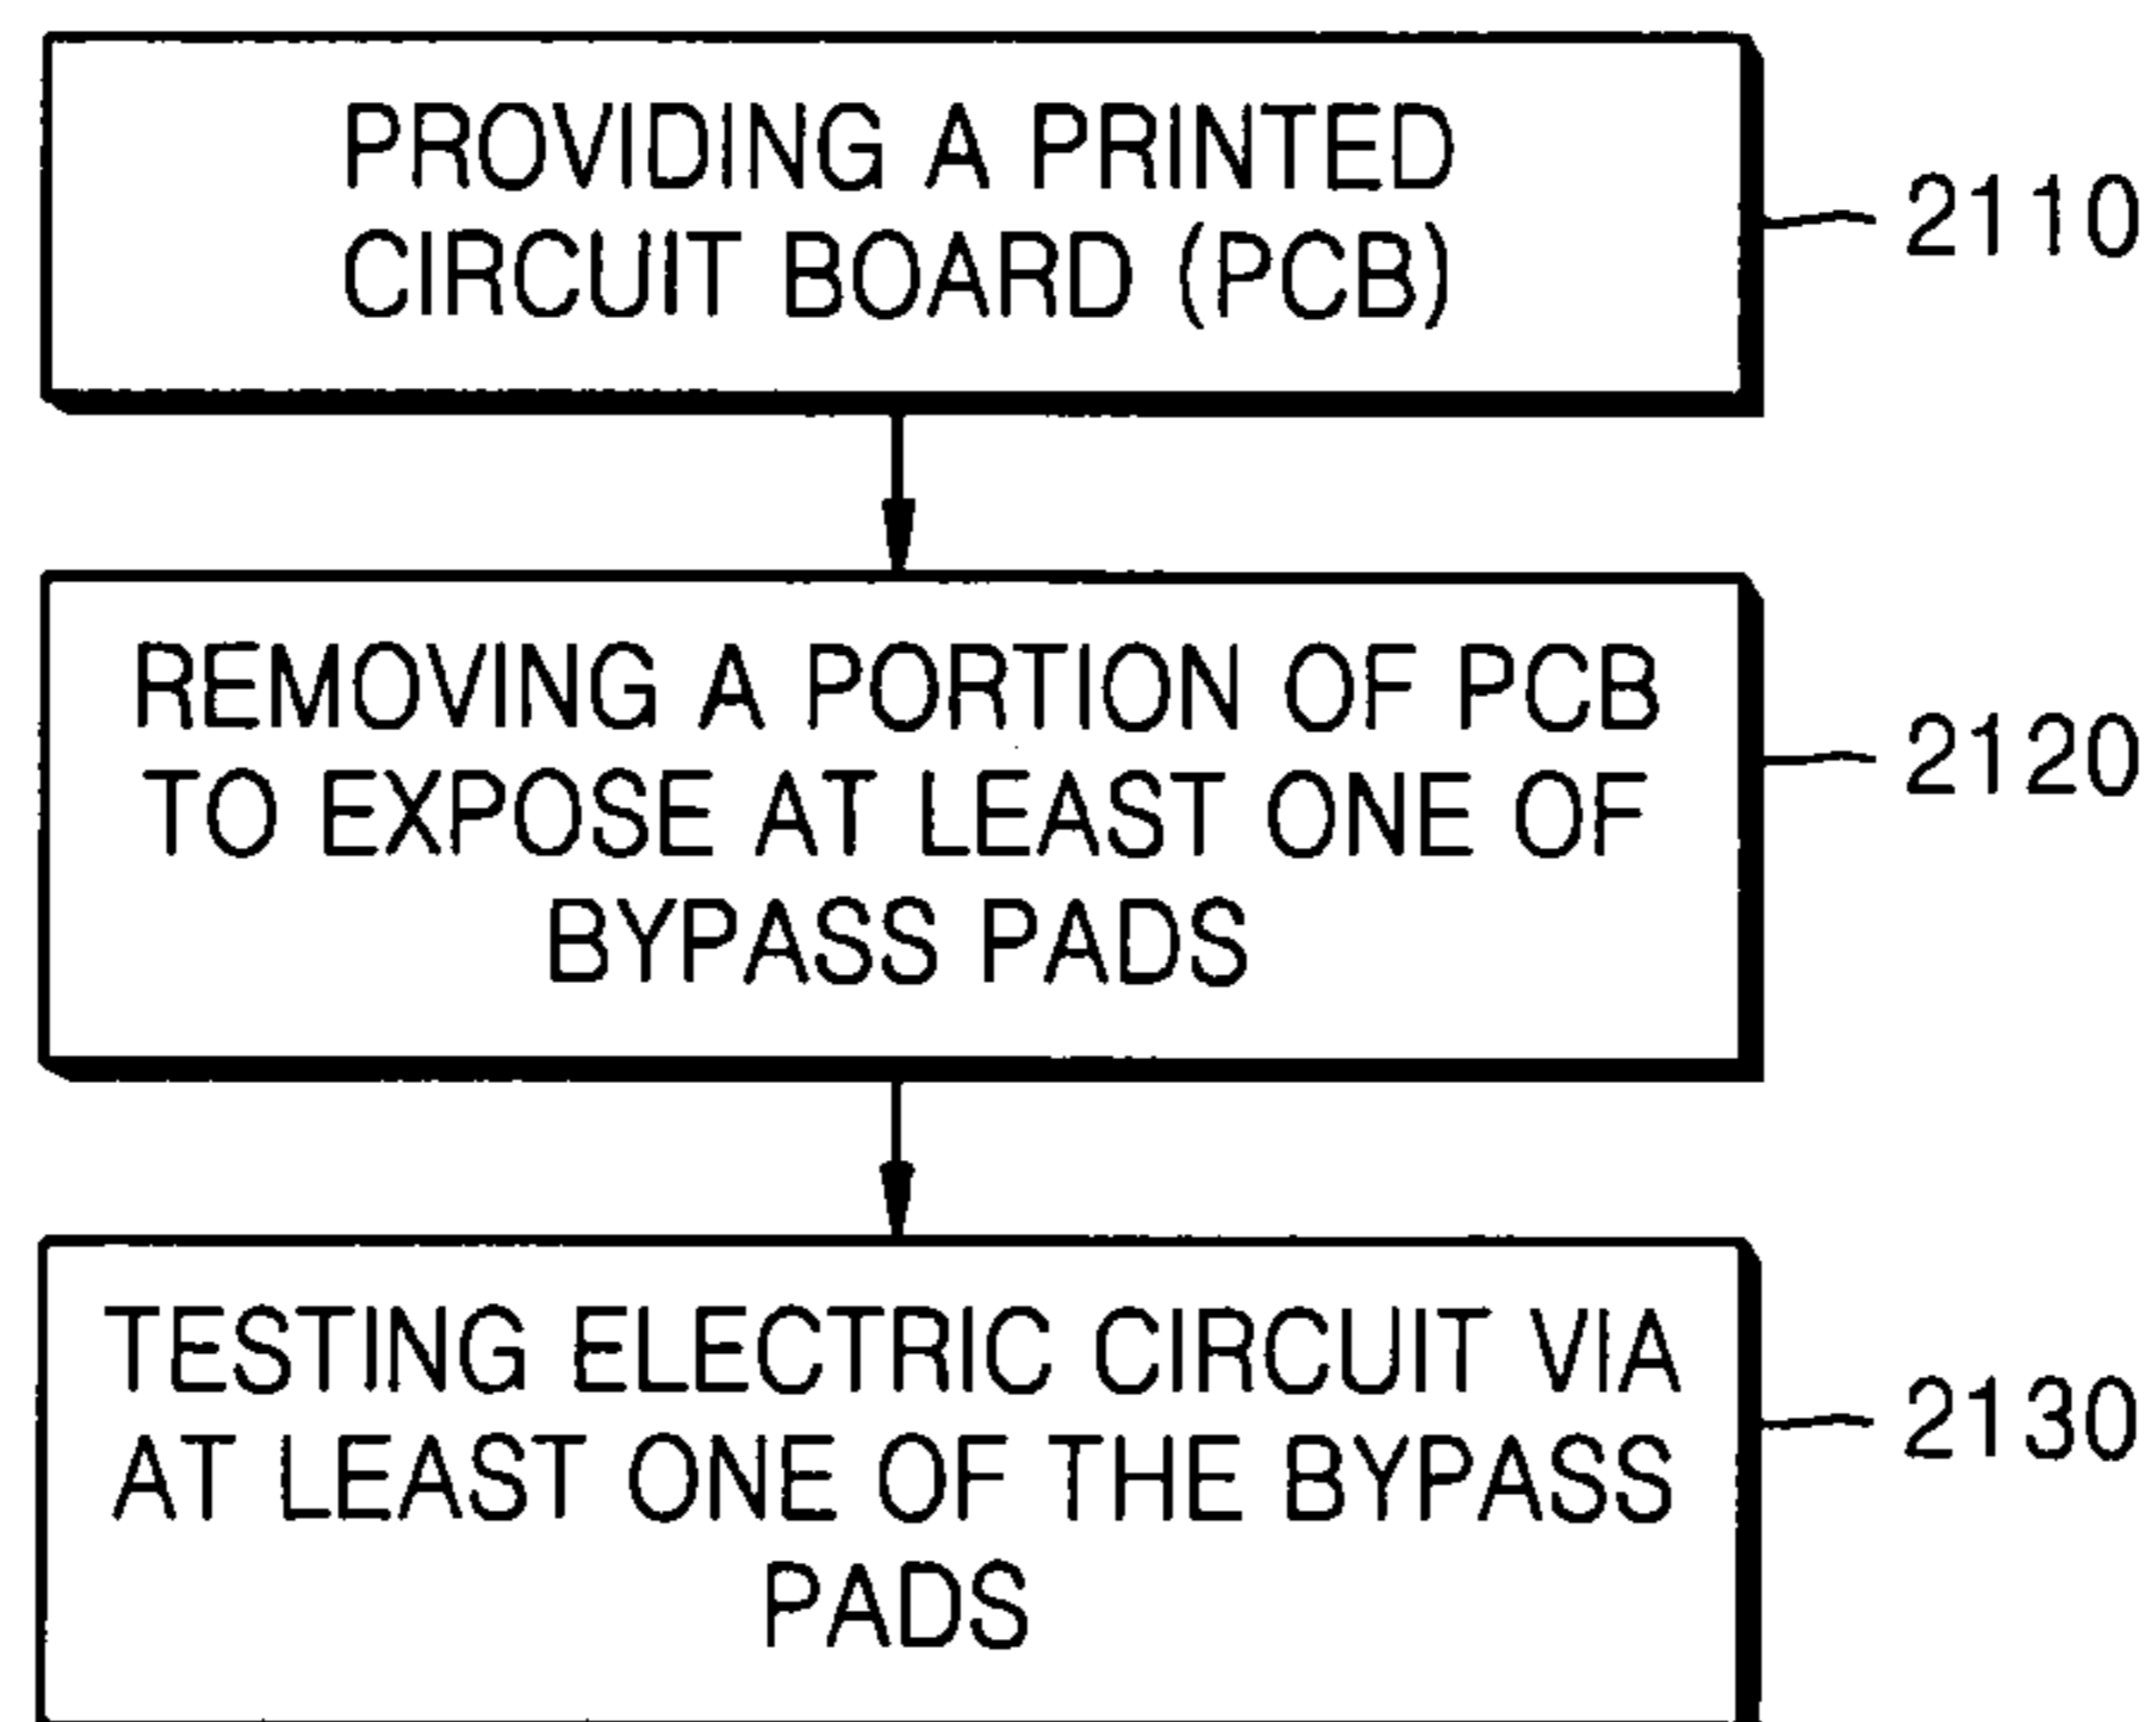 PROVIDING A PRINTED
CIRCUIT BOARD (PCB)
2110
REMOVING A PORTION OF PCB
TO EXPOSE AT LEAST ONE OF
BYPASS PADS
2120
TESTING ELECTRIC CIRCUIT VIA
AT LEAST ONE OF THE BYPASS
PADS
2130